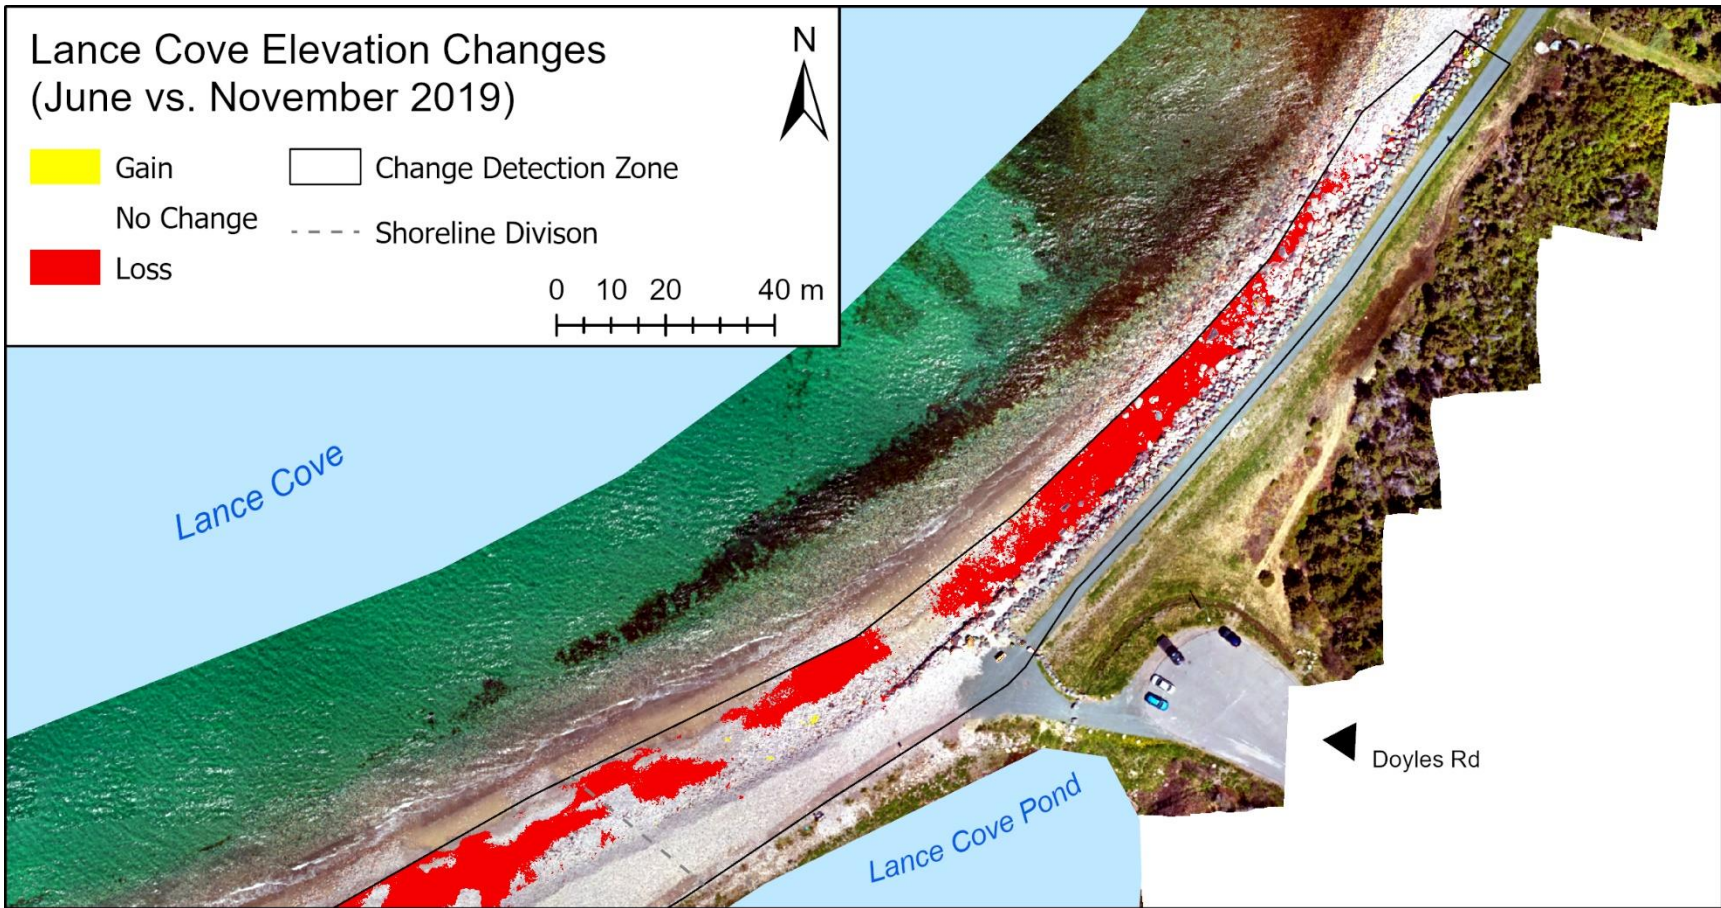 Lance Cove Elevation Changes
(June vs. November 2019)
N
Gain
Change Detection Zone
No Change
Shoreline Divison
Loss
0 10 20 40 m
Lance Cove
Doyles Rd
Lance Cove Pond